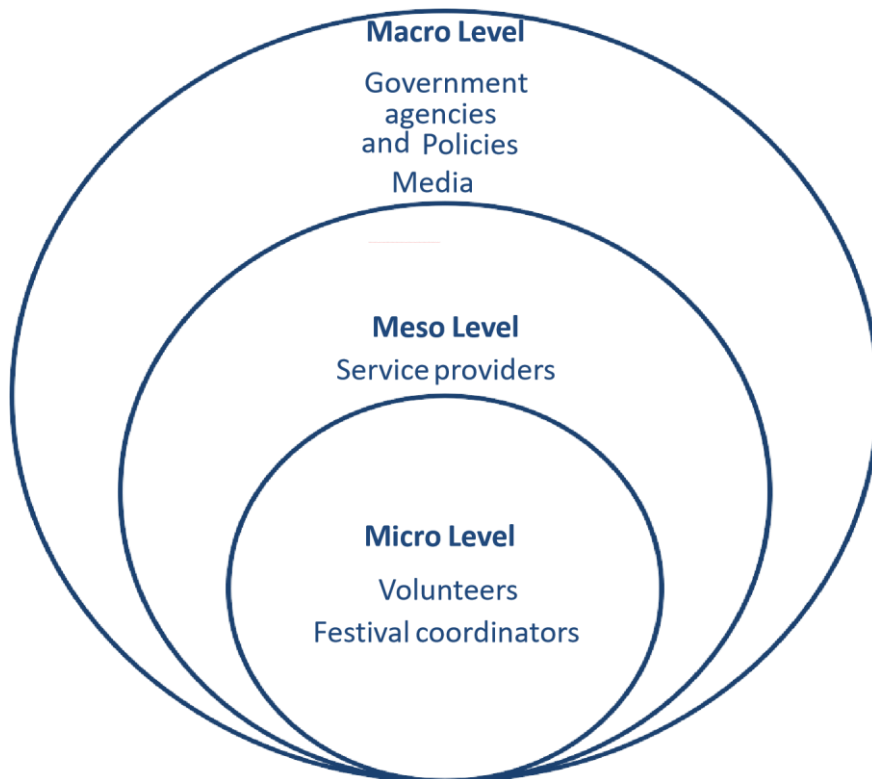 Macro Level
Government
agencies
and Policies
Media
Meso Level
Service providers
Micro Level
Volunteers
Festival coordinators